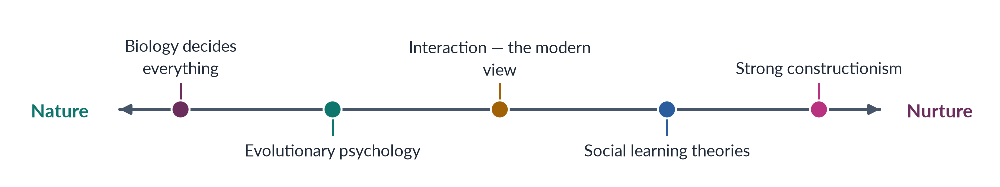 Biology decides
everything
Interaction — the modern
view
Strong constructionism
Nature
Nurture
Evolutionary psychology
Social learning theories